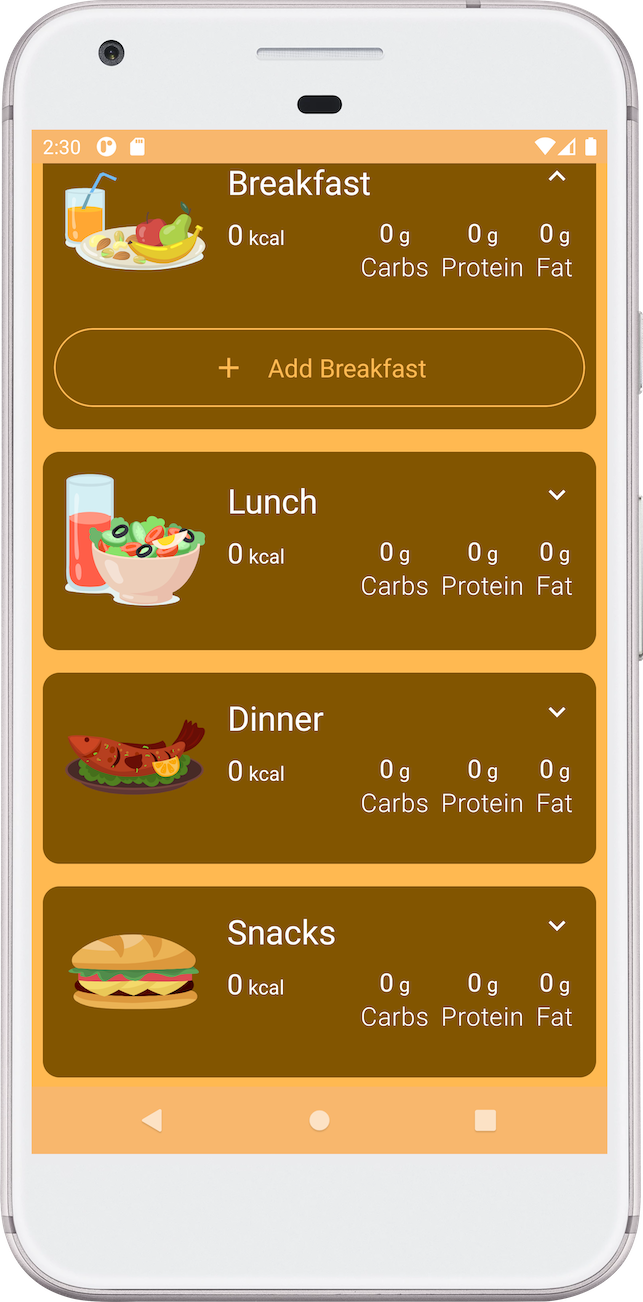 2:30
Breakfast
0 kcal
0 g 0 g 0 g
Carbs Protein Fat
+ Add Breakfast
Lunch
0 kcal
0 g 0 g 0 g
Carbs Protein Fat
Dinner
0 kcal
0 g 0 g 0 g
Carbs Protein Fat
Snacks
0 kcal
0 g 0 g 0 g
Carbs Protein Fat